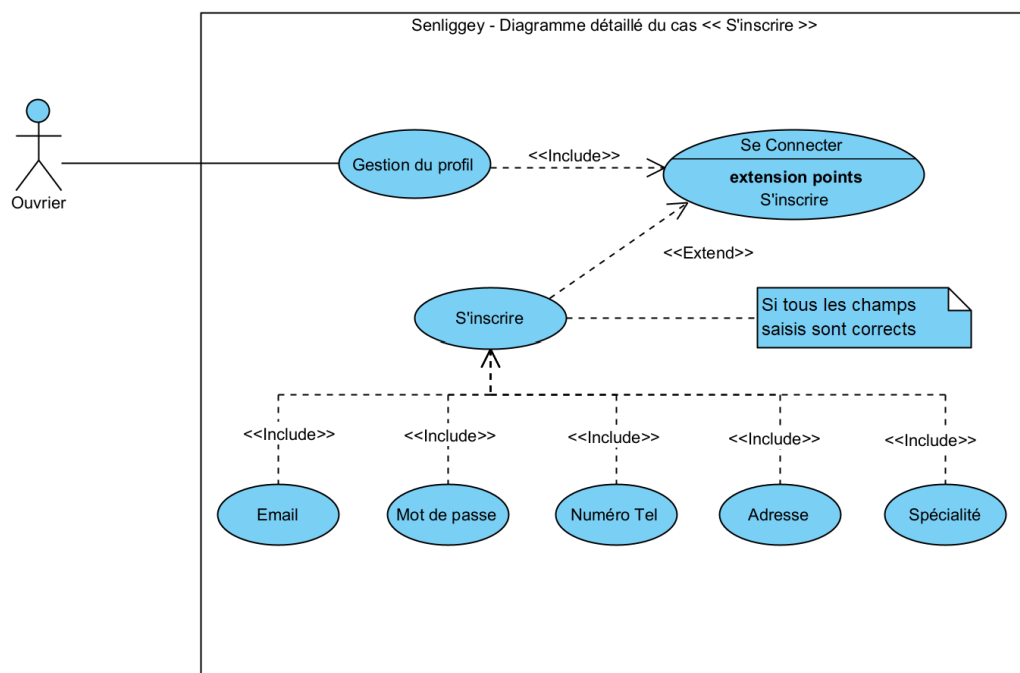 Senliggey - Diagramme détaillé du cas << S'inscrire >>
Ouvrier
Gestion du profil
<<Include>>
Se Connecter
extension points
S'inscrire
<<Extend>>
S'inscrire
Si tous les champs
saisis sont corrects
<<Include>>
<<Include>>
<<Include>>
<<Include>>
<<Include>>
Email
Mot de passe
Numéro Tel
Adresse
Spécialité